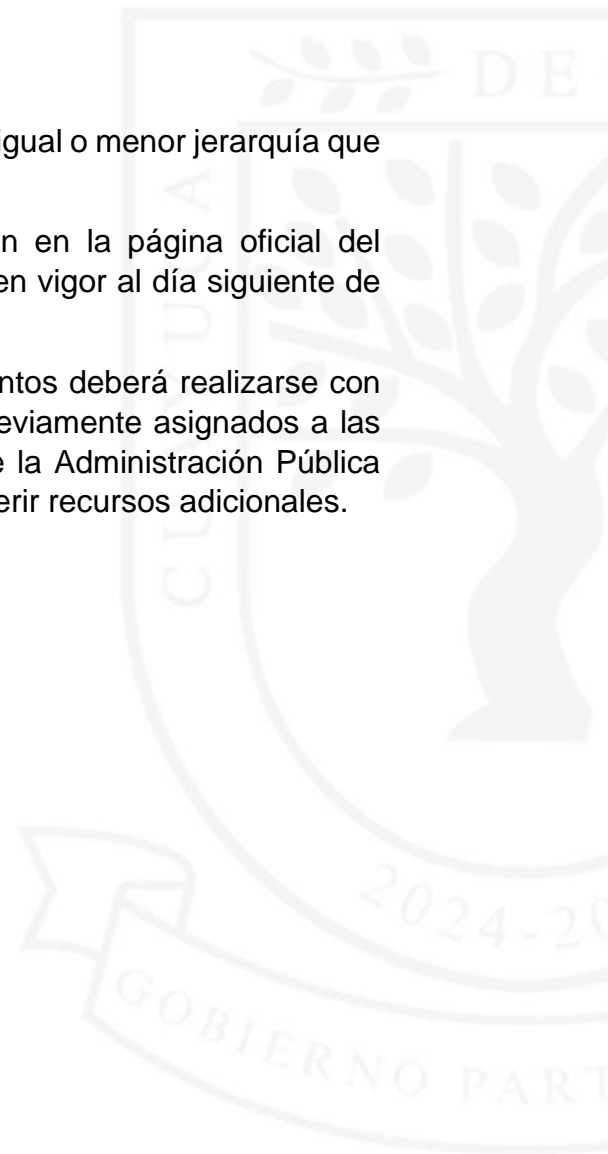 D E
igual o menor jerarquía que
n en la página oficial del
en vigor al día siguiente de
ntos deberá realizarse con
eviamente asignados a las
e la Administración Pública
erir recursos adicionales.
2024-20
GOBIERNO PART